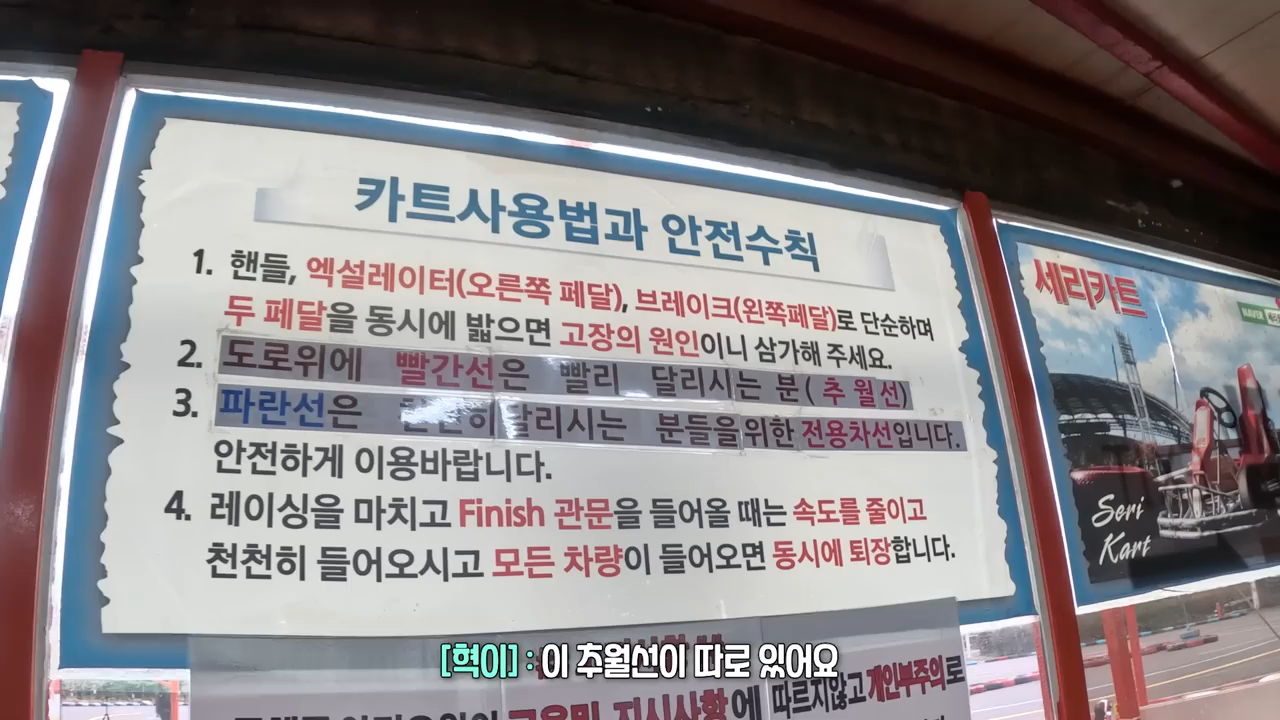 카트사용법과 안전수칙
1. 핸들, 엑설레이터(오른쪽 페달), 브레이크(왼쪽페달)로 단순하며
두 페달을 동시에 밟으면 고장의 원인이니 삼가해 주세요.
2. 도로위에 빨간선은 빨리 달리시는 분(추월선)
3. 파란선은 천천히달리시는 분들을위한 전용차선입니다.
안전하게 이용바랍니다.
4. 레이싱을 마치고 Finish 관문을 들어올 때는 속도를 줄이고
천천히 들어오시고 모든 차량이 들어오면 동시에 퇴장합니다.
세리카트
NAVER
Seri
Kart
[혁이] : 이 추월선이 따로 있어요
따르지않고 개인부주의로
지시사항에